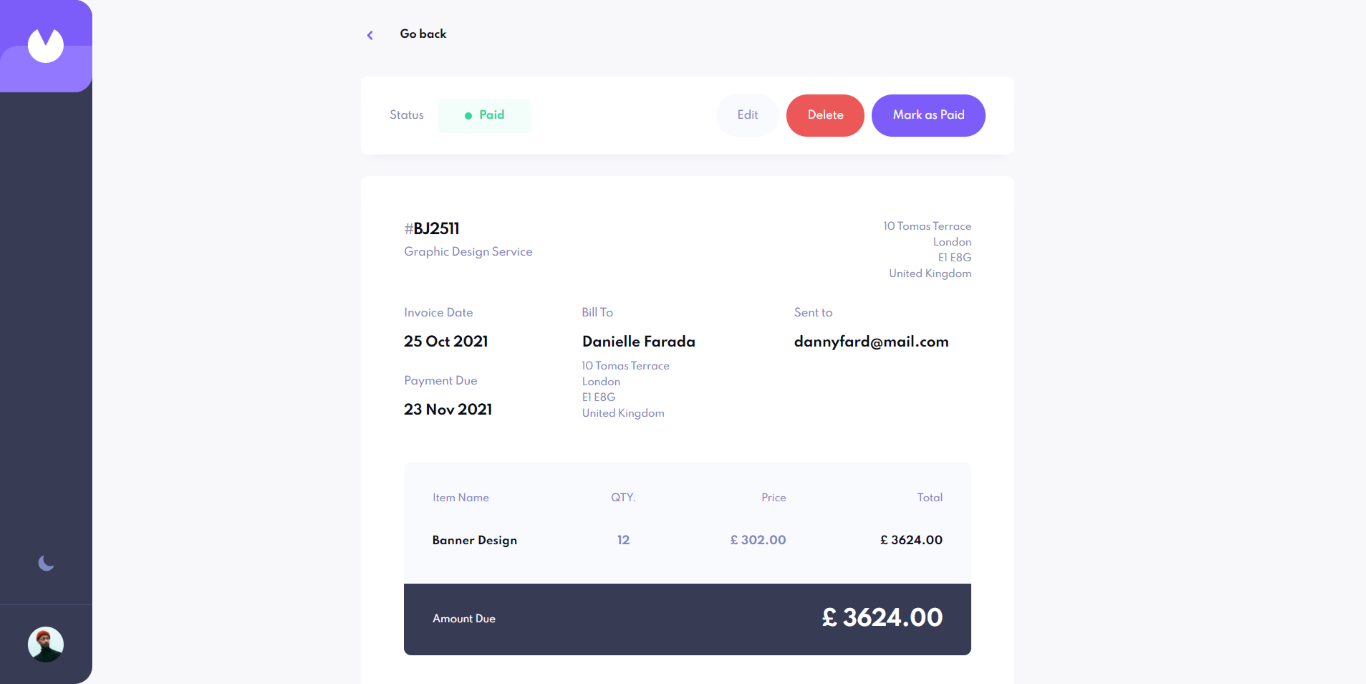 Go back
Status
Paid
Edit
Delete
Mark as Paid
#BJ2511
Graphic Design Service
10 Tomas Terrace
London
E1 E8G
United Kingdom
Invoice Date
25 Oct 2021
Payment Due
23 Nov 2021
Bill To
Danielle Farada
10 Tomas Terrace
London
E1 E8G
United Kingdom
Sent to
dannyfard@mail.com
Item Name QTY. Price Total
Banner Design 12 £ 302.00 £ 3624.00
Amount Due £ 3624.00